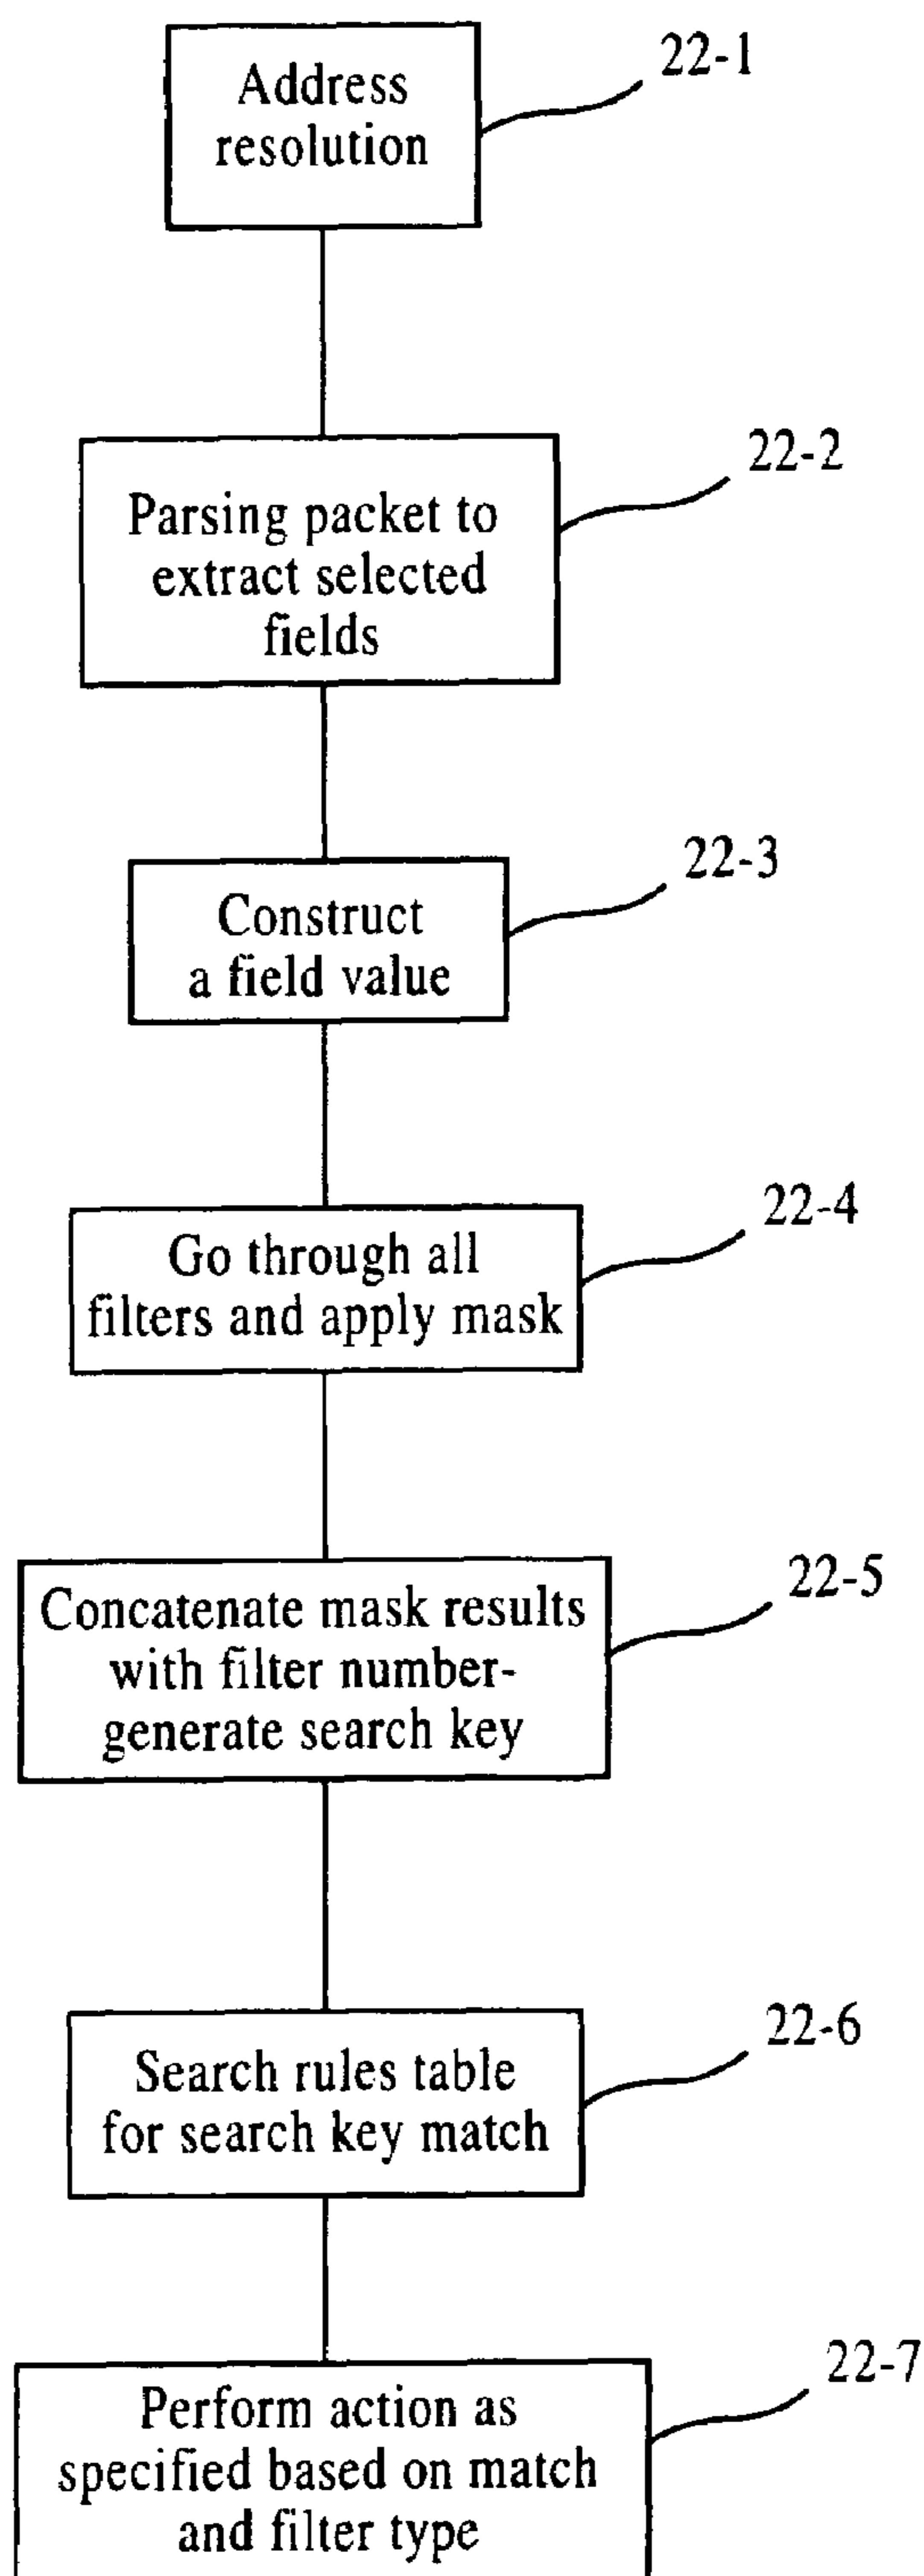 22-1
Address
resolution
22-2
Parsing packet to
extract selected
fields
22-3
Construct
a field value
22-4
Go through all
filters and apply mask
22-5
Concatenate mask results
with filter number-
generate search key
22-6
Search rules table
for search key match
22-7
Perform action as
specified based on match
and filter type